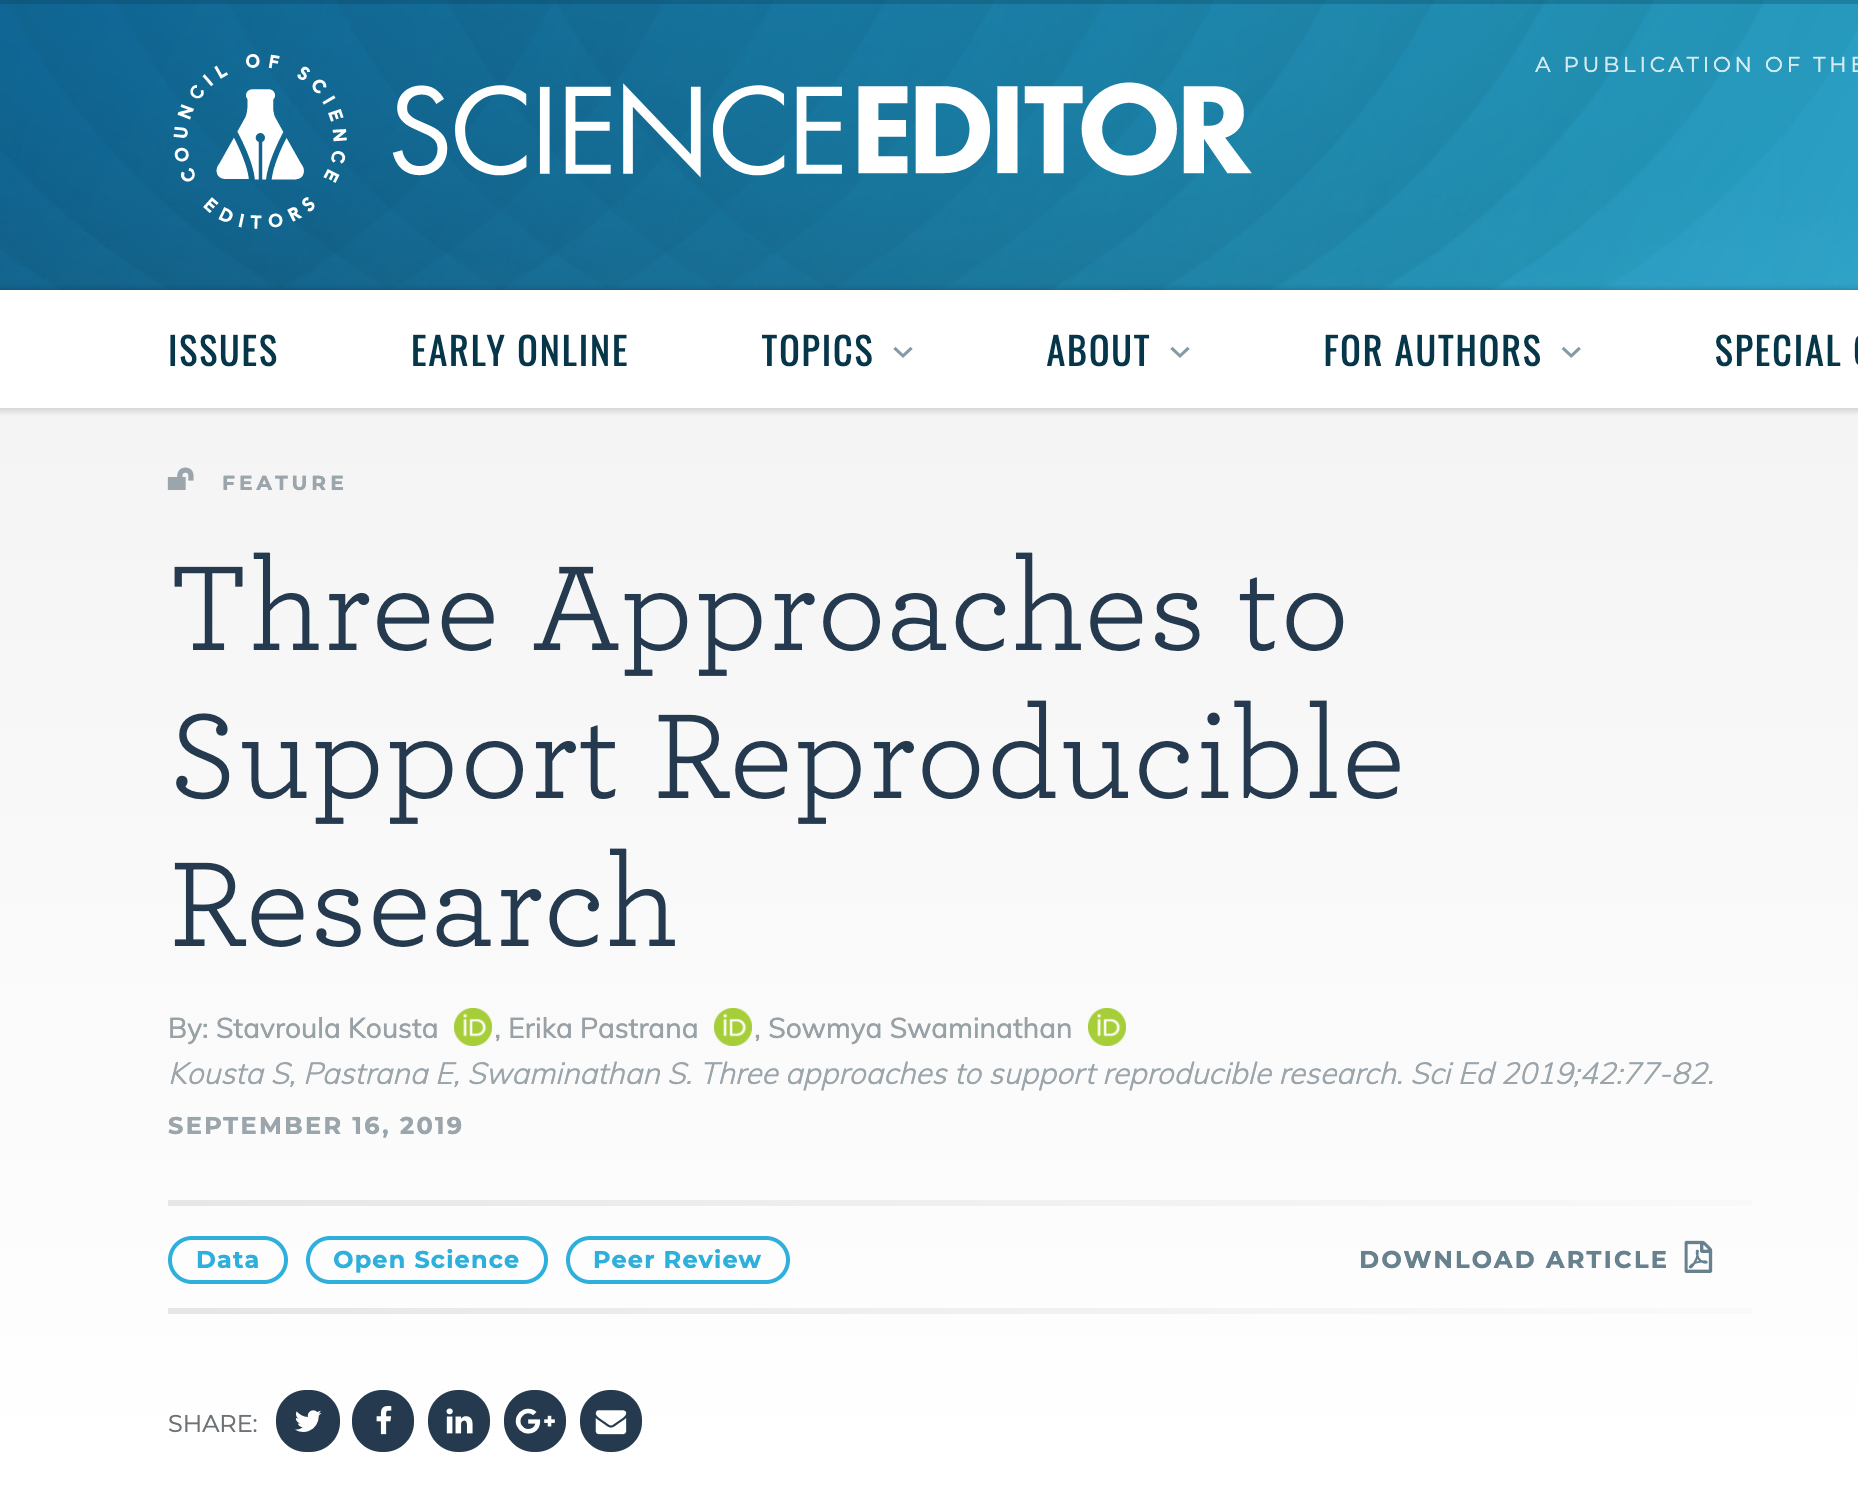 COUNCIL OF SCIENCE EDITORS
SCIENCEEDITOR
A PUBLICATION OF THE
ISSUES EARLY ONLINE TOPICS ABOUT FOR AUTHORS SPECIAL
FEATURE
Three Approaches to
Support Reproducible
Research
By: Stavroula Kousta iD, Erika Pastrana iD, Sowmya Swaminathan iD
Kousta S, Pastrana E, Swaminathan S. Three approaches to support reproducible research. Sci Ed 2019;42:77-82.
SEPTEMBER 16, 2019
Data Open Science Peer Review DOWNLOAD ARTICLE
SHARE: f in G+